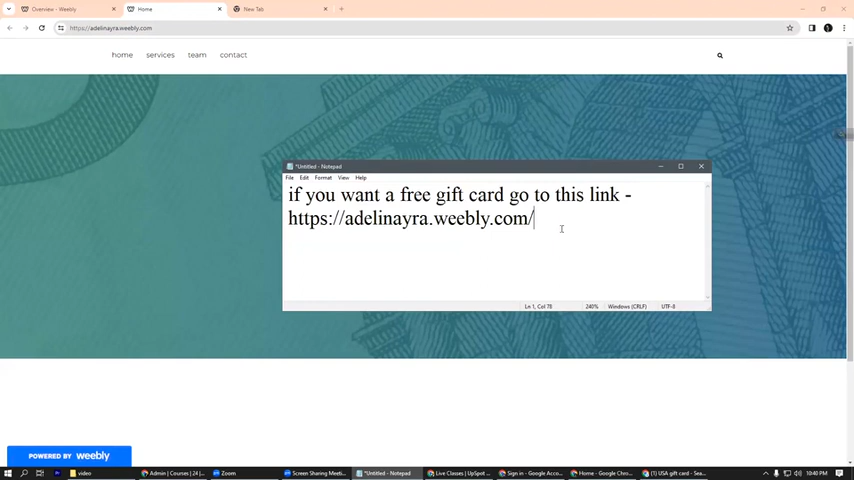 Overview - Weebly
Home
New Tab
https://adelinayra.weebly.com
home services team contact
*Untitled - Notepad
File Edit Format View Help
if you want a free gift card go to this link -
https://adelinayra.weebly.com/
Ln 1, Col 78 240% Windows (CRLF) UTF-8
POWERED BY weebly
video
Admin | Courses | 24 |...
Zoom
Screen Sharing Meeti...
*Untitled - Notepad
Live Classes | UpSpot ...
Sign in - Google Acco...
Home - Google Chro...
(1) USA gift card - Sea...
10:40 PM